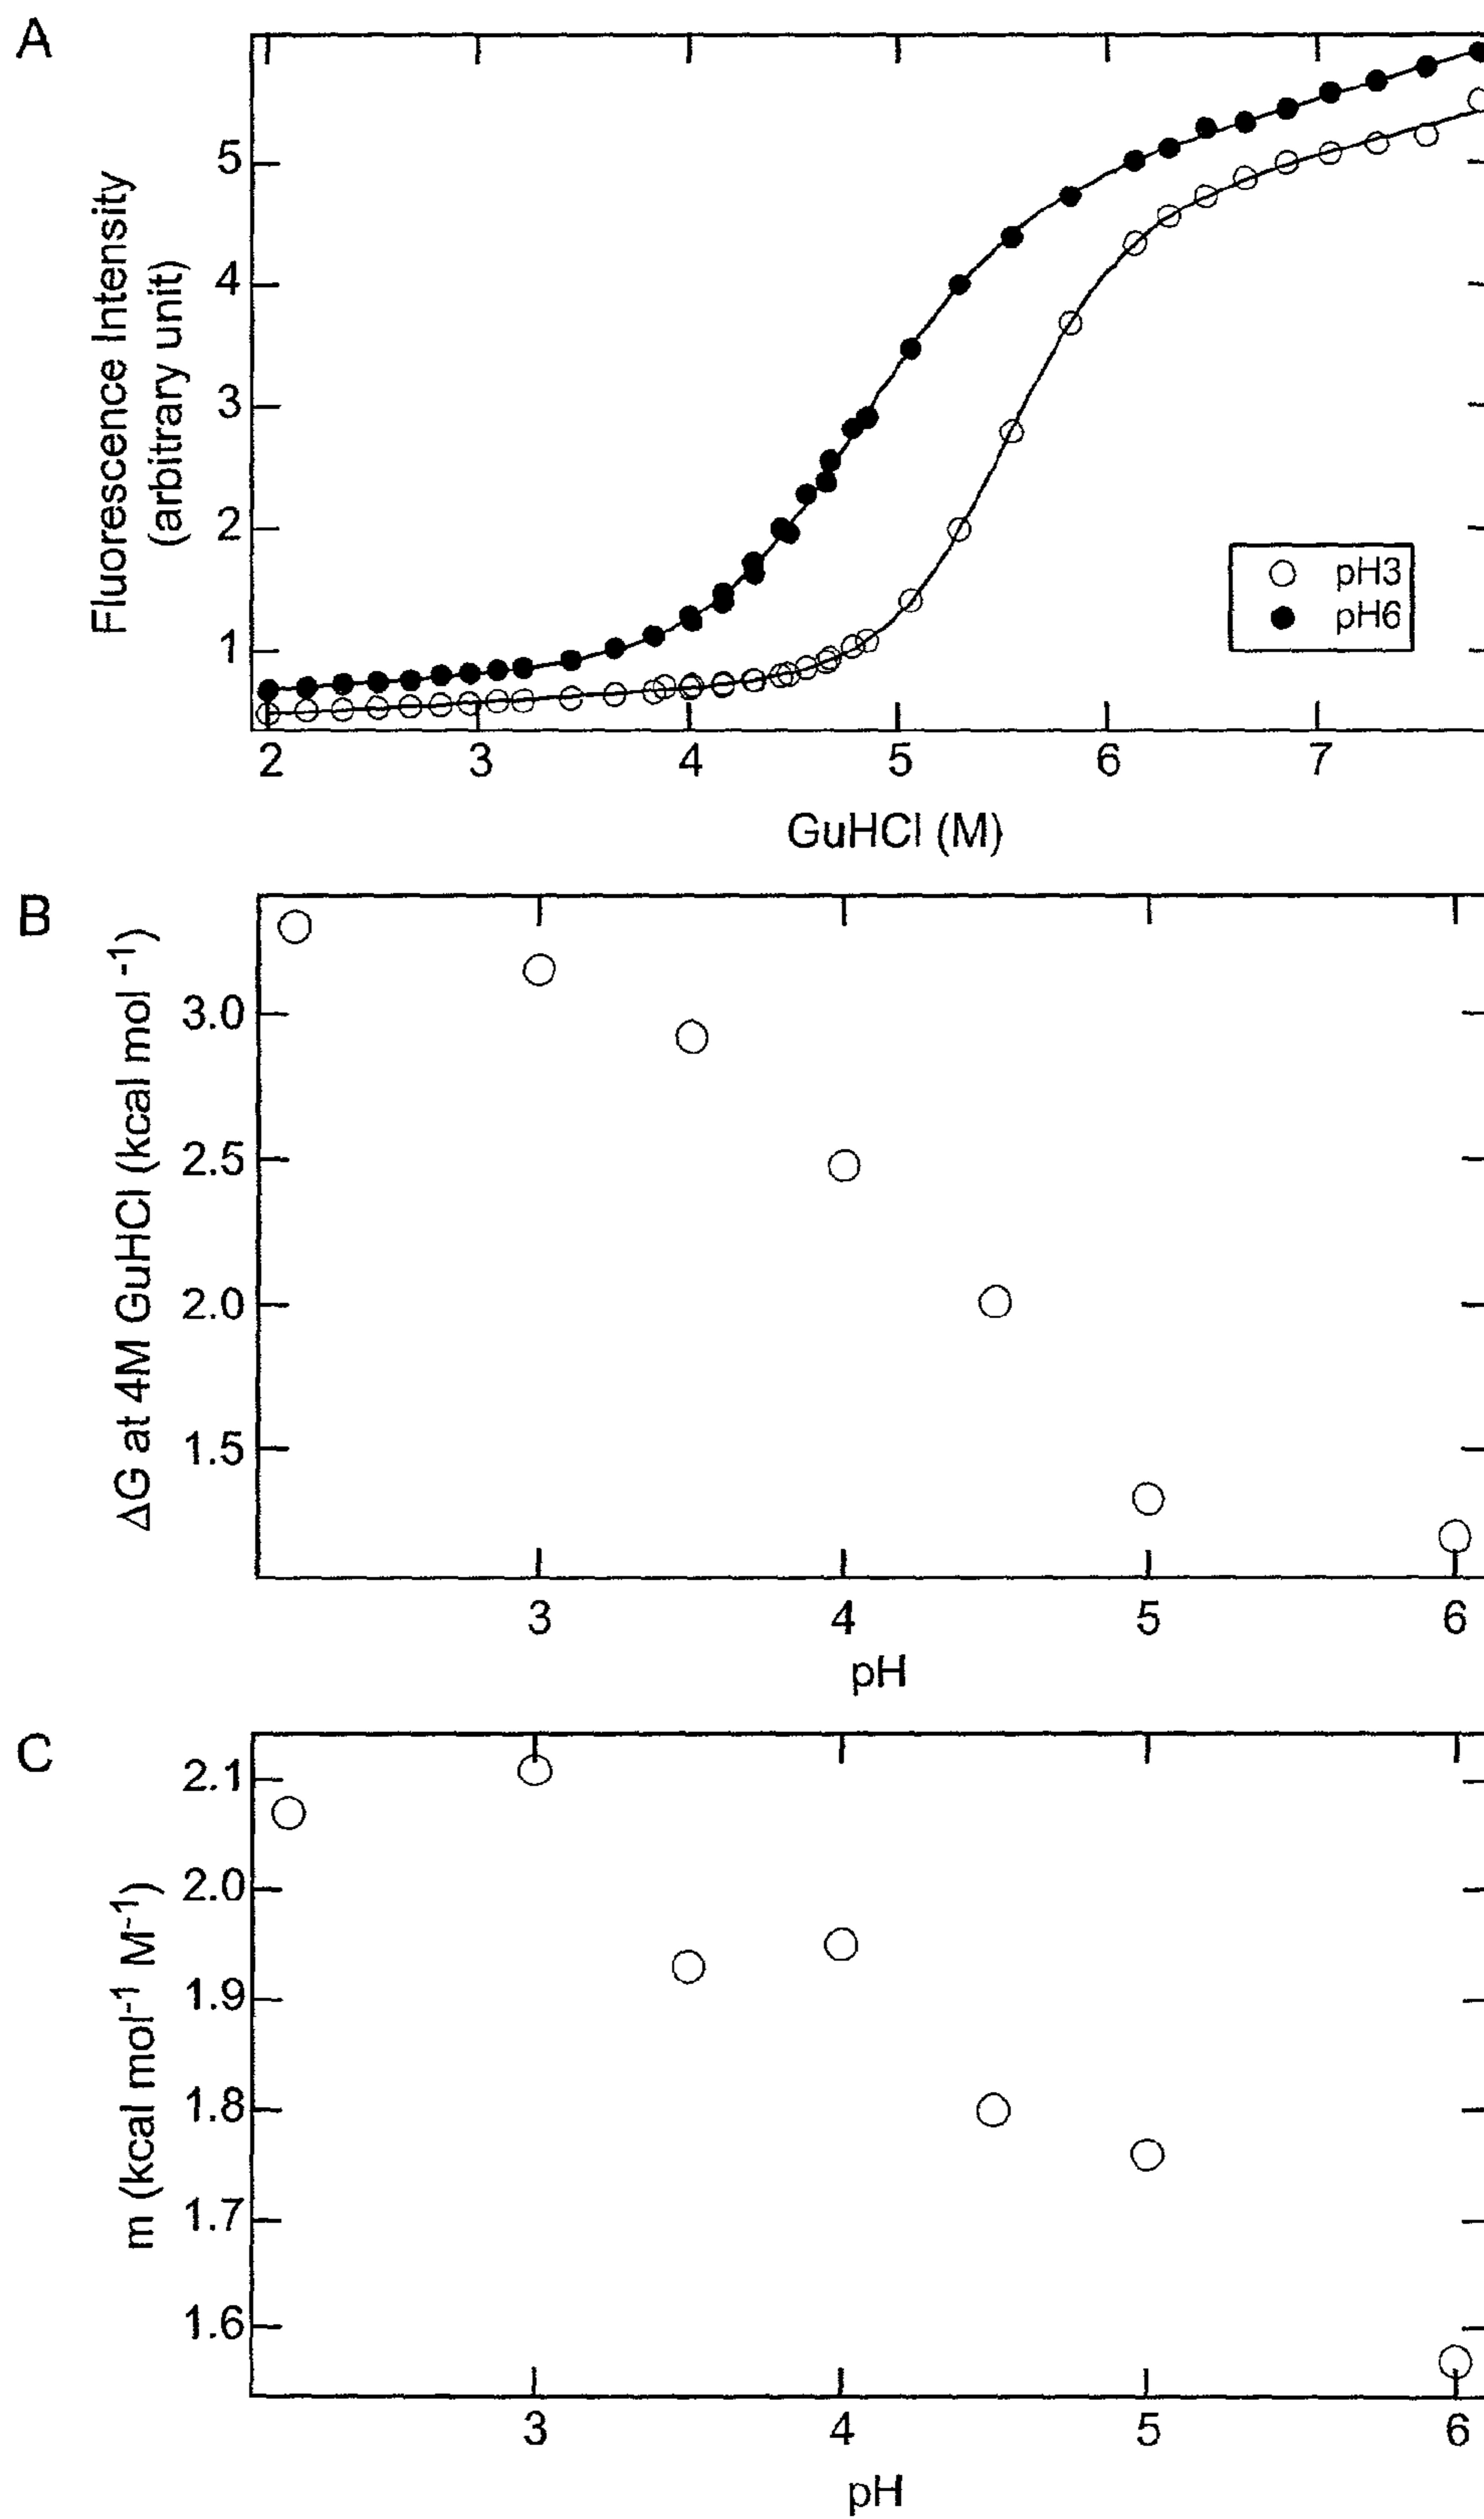 A
Fluorescence Intensity
(arbitrary unit)
5
4
3
2
1
pH3
pH6
2 3 4 5 6 7
GuHCl (M)
B
ΔG at 4M GuHCl (kcal mol -1)
3.0
2.5
2.0
1.5
3 4 5 6
pH
C
m (kcal mol-1 M-1)
2.1
2.0
1.9
1.8
1.7
1.6
3 4 5 6
pH